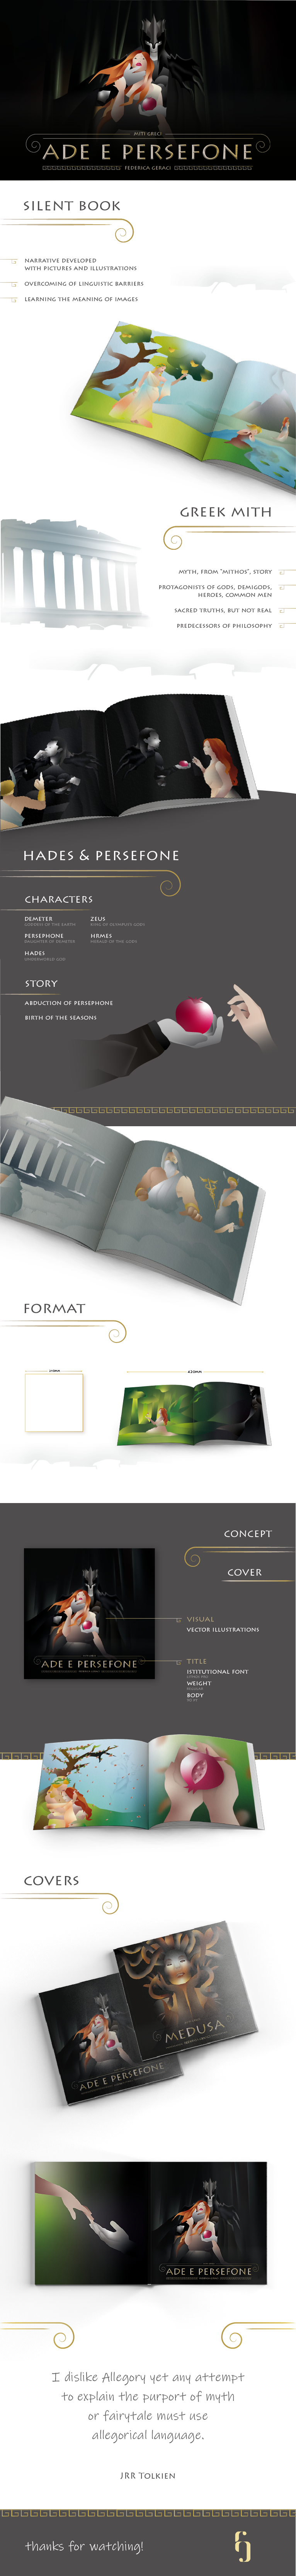 MITI GRECI
ADE E PERSEFONE
FEDERICA GERACI
SILENT BOOK
NARRATIVE DEVELOPED
WITH PICTURES AND ILLUSTRATIONS
OVERCOMING OF LINGUISTIC BARRIERS
LEARNING THE MEANING OF IMAGES
GREEK MITH
MYTH, FROM "MITHOS", STORY
PROTAGONISTS OF GODS, DEMIGODS,
HEROES, COMMON MEN
SACRED TRUTHS, BUT NOT REAL
PREDECESSORS OF PHILOSOPHY
HADES & PERSEFONE
CHARACTERS
DEMETER
GODDESS OF THE EARTH
PERSEPHONE
DAUGHTER OF DEMETER
HADES
UNDERWORLD GOD
ZEUS
KING OF OLYMPIAN GODS
HRMES
HERALD OF THE GODS
STORY
ABDUCTION OF PERSEPHONE
BIRTH OF THE SEASONS
FORMAT
420MM
CONCEPT
COVER
ADE E PERSEFONE
VISUAL
VECTOR ILLUSTRATIONS
TITLE
ISTITUTIONAL FONT
WEIGHT
REGULAR
BODY
COVERS
MEDUSA
ADE E PERSEFONE
ADE E PERSEFONE
I dislike Allegory yet any attempt
to explain the purport of myth
or fairytale must use
allegorical language.
JRR TOLKIEN
thanks for watching!